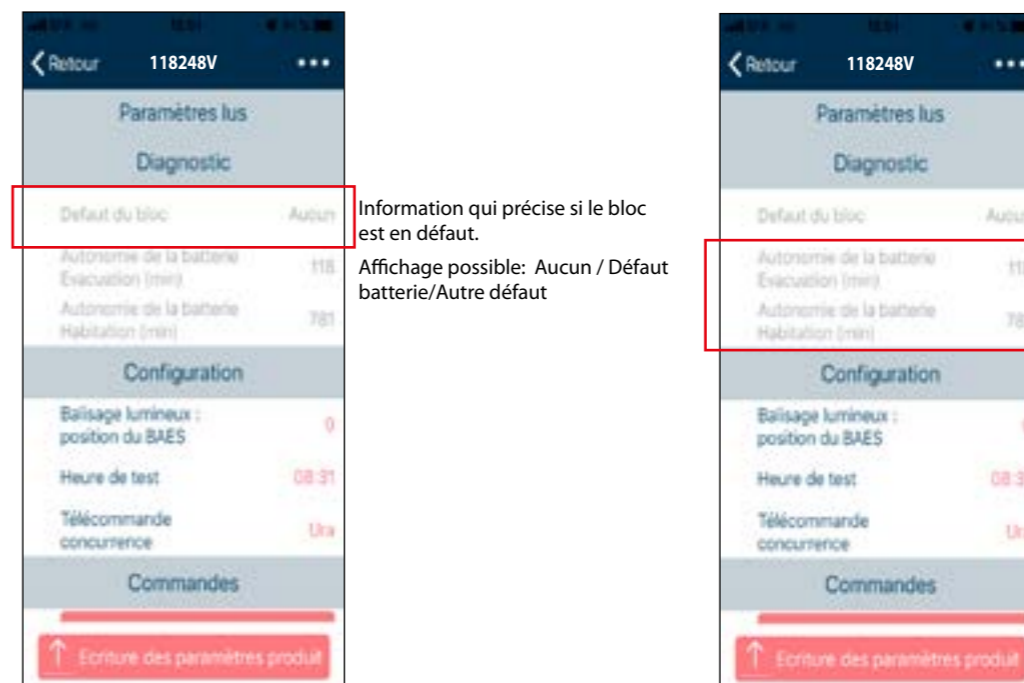 Retour 118248V
Paramètres lus
Diagnostic
Defaut du bloc Aucun
Autonomie de la batterie
Evacuation (min) 118
Autonomie de la batterie
Habitation (min) 781
Configuration
Balisage lumineux :
position du BAES 0
Heure de test 08:31
Télécommande
concurrence Ura
Commandes
Ecriture des paramètres produit
Information qui précise si le bloc
est en défaut.
Affichage possible: Aucun / Défaut
batterie/Autre défaut
Retour 118248V
Paramètres lus
Diagnostic
Defaut du bloc
Autonomie de la batterie
Evacuation (min)
Autonomie de la batterie
Habitation (min)
Configuration
Balisage lumineux :
position du BAES
Heure de test
Télécommande
concurrence
Commandes
Ecriture des paramètres produit